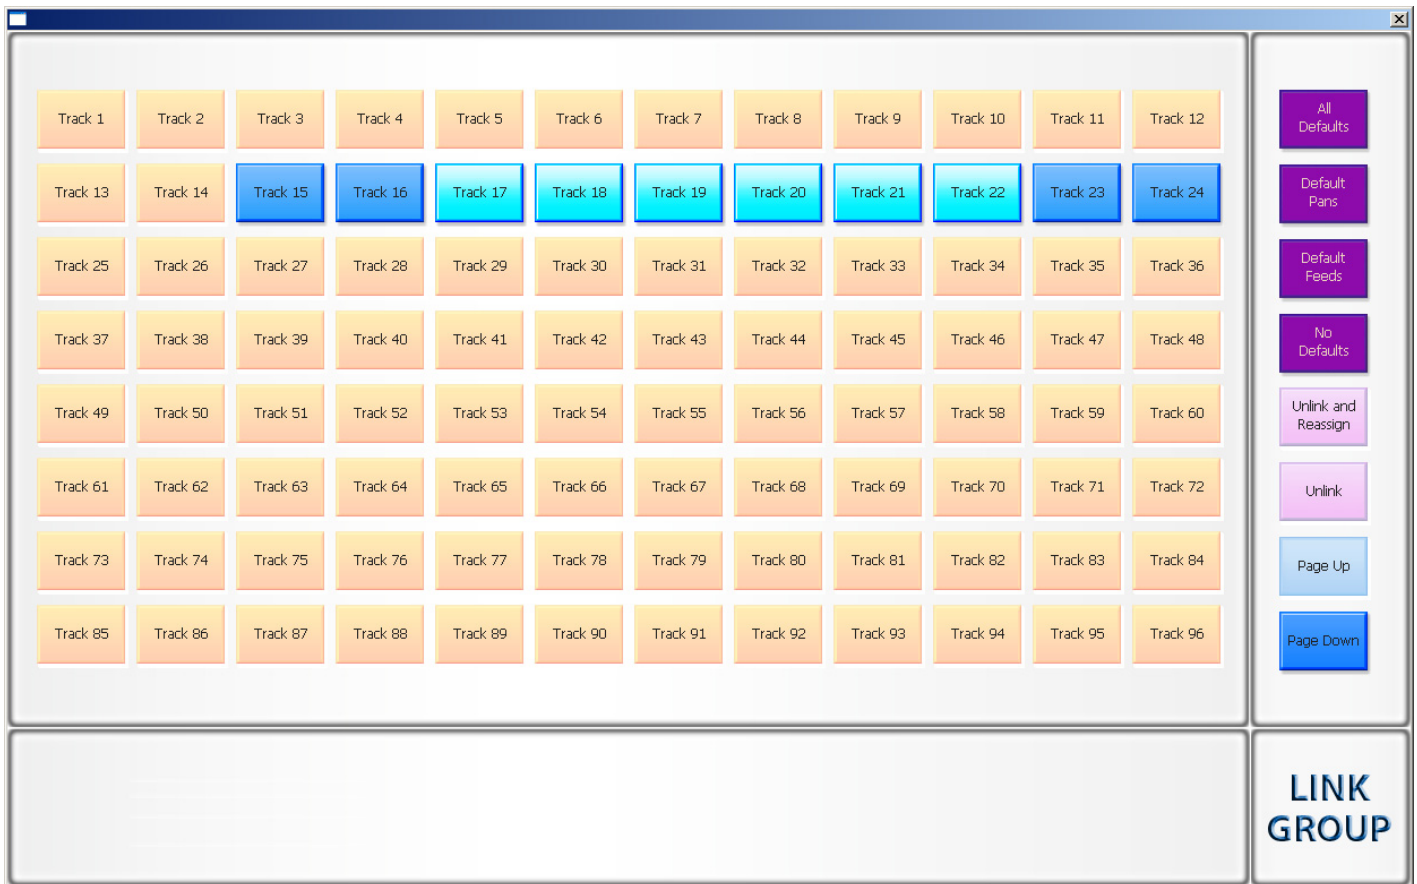 Track 1 Track 2 Track 3 Track 4 Track 5 Track 6 Track 7 Track 8 Track 9 Track 10 Track 11 Track 12
Track 13 Track 14 Track 15 Track 16 Track 17 Track 18 Track 19 Track 20 Track 21 Track 22 Track 23 Track 24
Track 25 Track 26 Track 27 Track 28 Track 29 Track 30 Track 31 Track 32 Track 33 Track 34 Track 35 Track 36
Track 37 Track 38 Track 39 Track 40 Track 41 Track 42 Track 43 Track 44 Track 45 Track 46 Track 47 Track 48
Track 49 Track 50 Track 51 Track 52 Track 53 Track 54 Track 55 Track 56 Track 57 Track 58 Track 59 Track 60
Track 61 Track 62 Track 63 Track 64 Track 65 Track 66 Track 67 Track 68 Track 69 Track 70 Track 71 Track 72
Track 73 Track 74 Track 75 Track 76 Track 77 Track 78 Track 79 Track 80 Track 81 Track 82 Track 83 Track 84
Track 85 Track 86 Track 87 Track 88 Track 89 Track 90 Track 91 Track 92 Track 93 Track 94 Track 95 Track 96
All
Defaults
Default
Pans
Default
Feeds
No
Defaults
Unlink and
Reassign
Unlink
Page Up
Page Down
LINK
GROUP